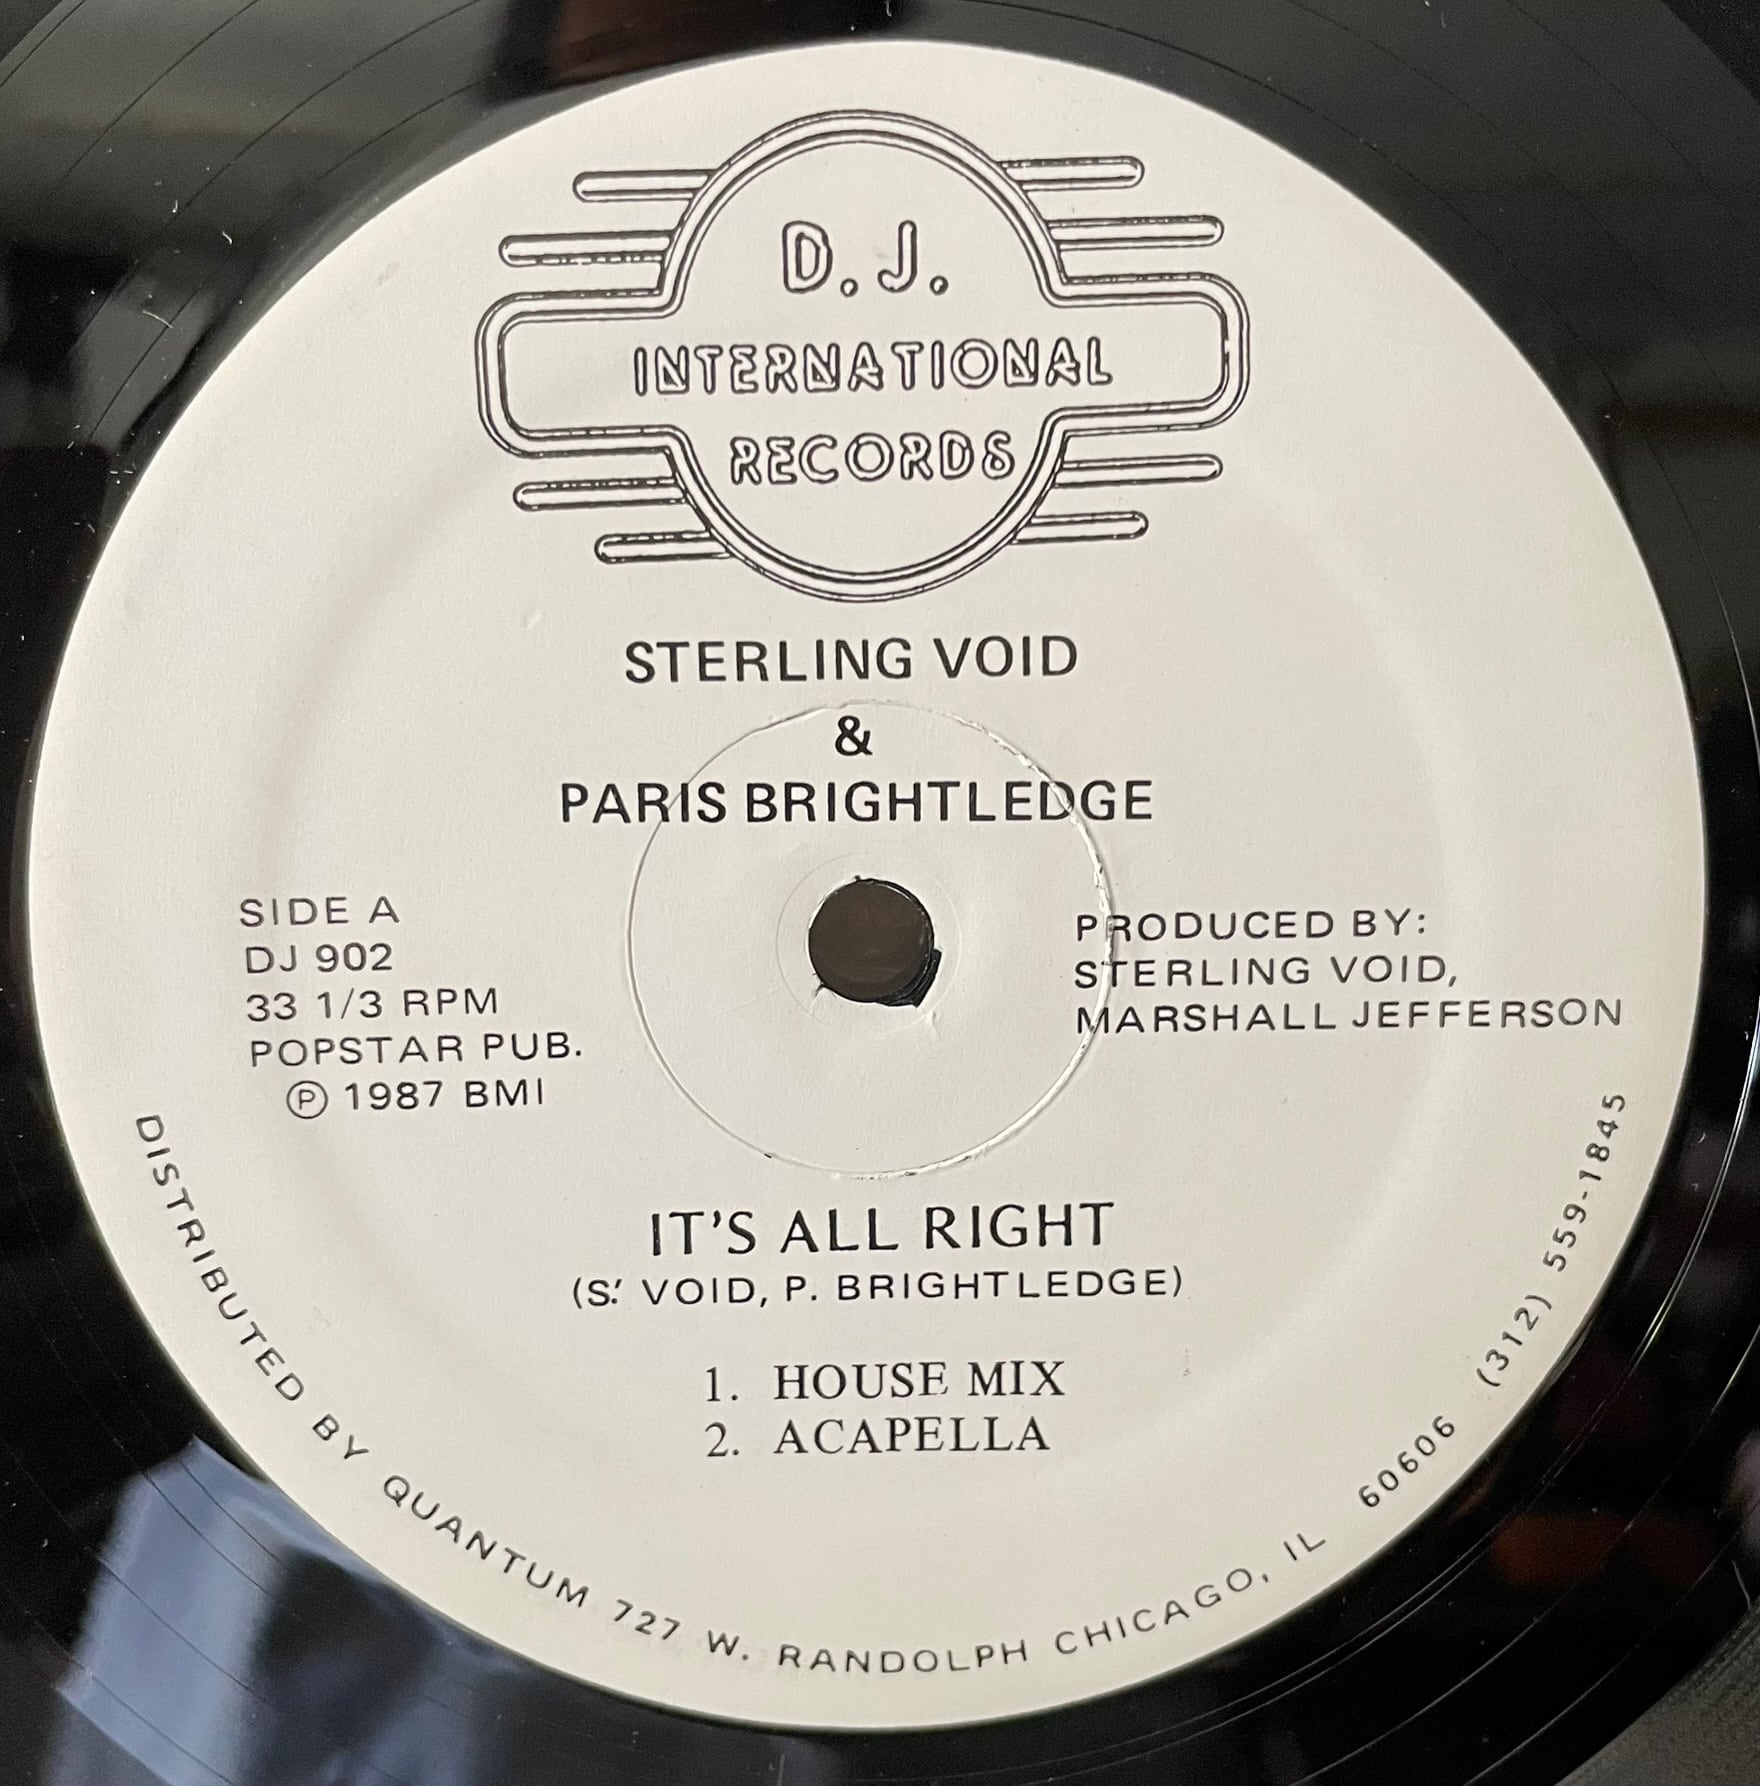 D. J.
INTERNATIONAL
RECORDS
STERLING VOID
&
PARIS BRIGHTLEDGE
SIDE A
DJ 902
33 1/3 RPM
POPSTAR PUB.
Ⓟ 1987 BMI
PRODUCED BY:
STERLING VOID,
MARSHALL JEFFERSON
IT'S ALL RIGHT
(S.' VOID, P. BRIGHTLEDGE)
1. HOUSE MIX
2. ACAPELLA
DISTRIBUTED BY QUANTUM 727 W. RANDOLPH CHICAGO, IL 60606 (312) 559-1845